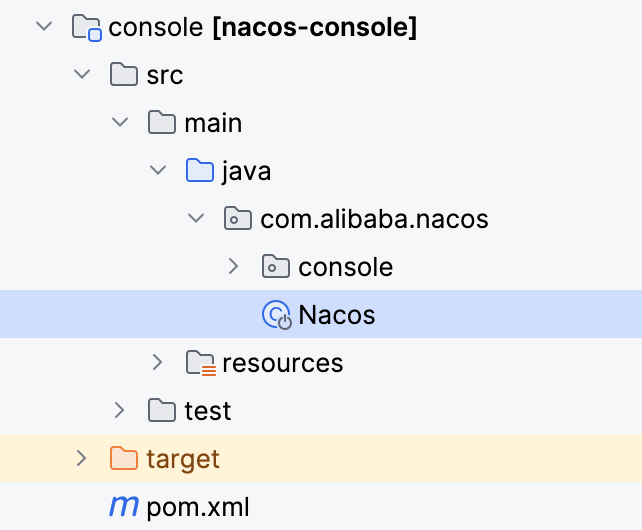 console [nacos-console]
src
main
java
com.alibaba.nacos
console
Nacos
resources
test
target
pom.xml